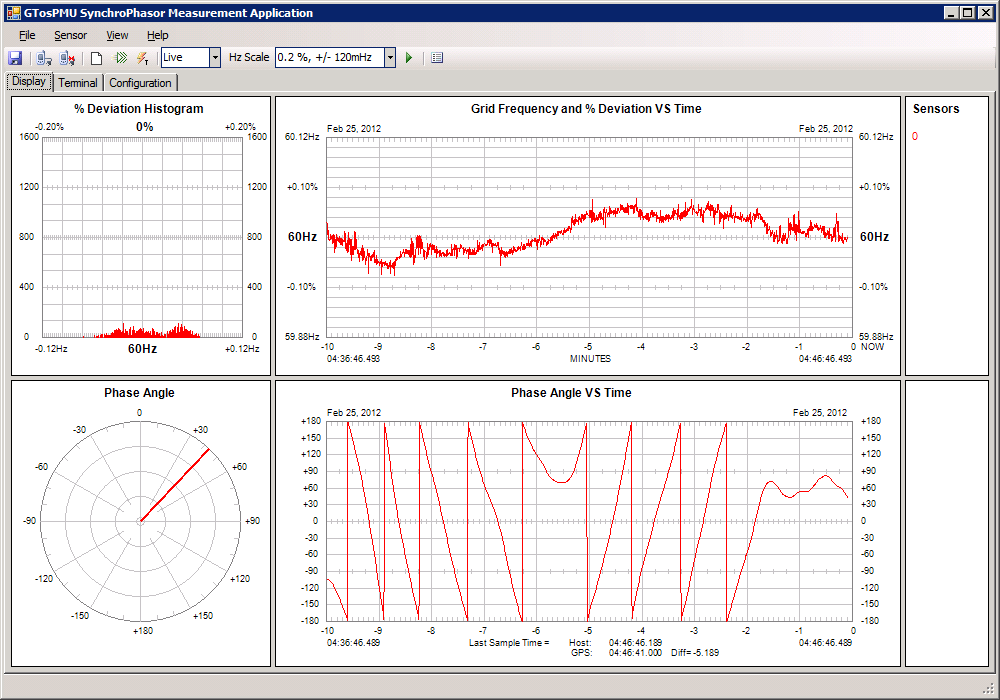 GTosPMU SynchroPhasor Measurement Application
File Sensor View Help
Live Hz Scale 0.2 %, +/- 120mHz
Display Terminal Configuration
% Deviation Histogram
-0.20% 0% +0.20%
1600 1600
1200 1200
800 800
400 400
0 0
-0.12Hz 60Hz +0.12Hz
Grid Frequency and % Deviation VS Time
Feb 25, 2012 Feb 25, 2012
60.12Hz 60.12Hz
+0.10% +0.10%
60Hz 60Hz
-0.10% -0.10%
59.88Hz 59.88Hz
-10 -9 -8 -7 -6 -5 -4 -3 -2 -1 0 NOW
04:36:46.493 MINUTES 04:46:46.493
Sensors
0
Phase Angle
0
-30 +30
-60 +60
-90 +90
-120 +120
-150 +150
+180
Phase Angle VS Time
Feb 25, 2012 Feb 25, 2012
+180 +180
+150 +150
+120 +120
+90 +90
+60 +60
+30 +30
0 0
-30 -30
-60 -60
-90 -90
-120 -120
-150 -150
-180 -180
-10 -9 -8 -7 -6 -5 -4 -3 -2 -1 0
04:36:46.489 Last Sample Time = Host: 04:46:46.189 04:46:46.489
GPS: 04:46:41.000 Diff= -5.189